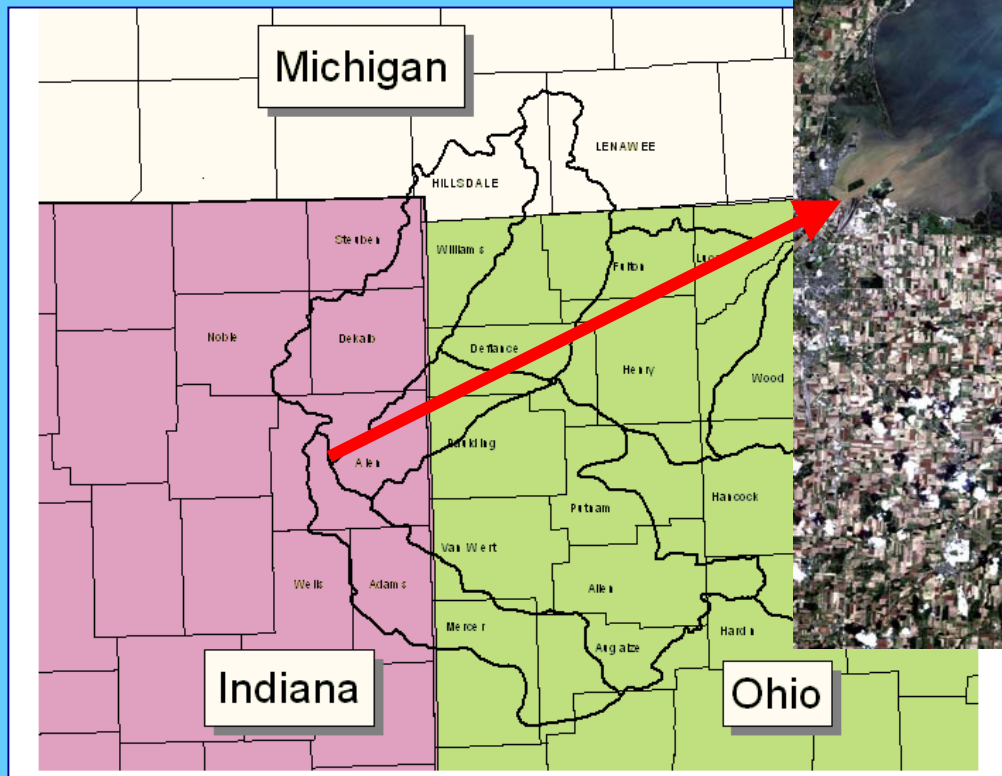 Michigan
LENAWEE
HILLSDALE
Steuben
Williams
Fulton
Noble
Dekalb
Defiance
Henry
Wood
Paulding
Allen
Hancock
Putnam
Van Wert
Wells
Adams
Allen
Mercer
Hardin
Auglaize
Indiana
Ohio